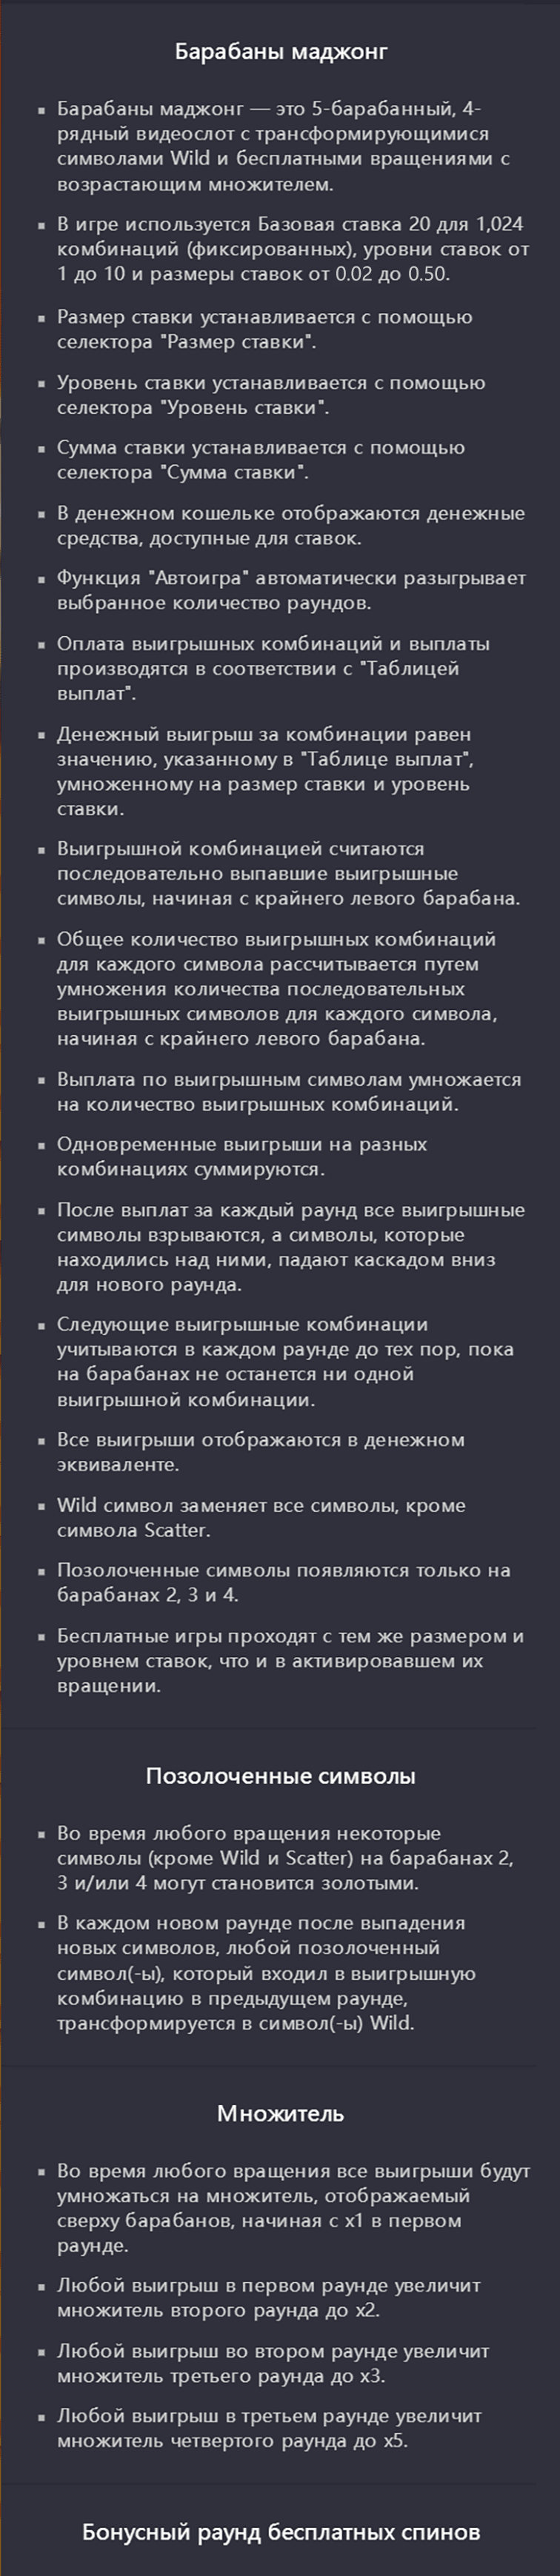 Барабаны маджонг
▪ Барабаны маджонг — это 5-барабанный, 4-
рядный видеослот с трансформирующимися
символами Wild и бесплатными вращениями с
возрастающим множителем.
▪ В игре используется Базовая ставка 20 для 1,024
комбинаций (фиксированных), уровни ставок от
1 до 10 и размеры ставок от 0.02 до 0.50.
▪ Размер ставки устанавливается с помощью
селектора "Размер ставки".
▪ Уровень ставки устанавливается с помощью
селектора "Уровень ставки".
▪ Сумма ставки устанавливается с помощью
селектора "Сумма ставки".
▪ В денежном кошельке отображаются денежные
средства, доступные для ставок.
▪ Функция "Автоигра" автоматически разыгрывает
выбранное количество раундов.
▪ Оплата выигрышных комбинаций и выплаты
производятся в соответствии с "Таблицей
выплат".
▪ Денежный выигрыш за комбинации равен
значению, указанному в "Таблице выплат",
умноженному на размер ставки и уровень
ставки.
▪ Выигрышной комбинацией считаются
последовательно выпавшие выигрышные
символы, начиная с крайнего левого барабана.
▪ Общее количество выигрышных комбинаций
для каждого символа рассчитывается путем
умножения количества последовательных
выигрышных символов для каждого символа,
начиная с крайнего левого барабана.
▪ Выплата по выигрышным символам умножается
на количество выигрышных комбинаций.
▪ Одновременные выигрыши на разных
комбинациях суммируются.
▪ После выплат за каждый раунд все выигрышные
символы взрываются, а символы, которые
находились над ними, падают каскадом вниз
для нового раунда.
▪ Следующие выигрышные комбинации
учитываются в каждом раунде до тех пор, пока
на барабанах не останется ни одной
выигрышной комбинации.
▪ Все выигрыши отображаются в денежном
эквиваленте.
▪ Wild символ заменяет все символы, кроме
символа Scatter.
▪ Позолоченные символы появляются только на
барабанах 2, 3 и 4.
▪ Бесплатные игры проходят с тем же размером и
уровнем ставок, что и в активировавшем их
вращении.
Позолоченные символы
▪ Во время любого вращения некоторые
символы (кроме Wild и Scatter) на барабанах 2,
3 и/или 4 могут становится золотыми.
▪ В каждом новом раунде после выпадения
новых символов, любой позолоченный
символ(-ы), который входил в выигрышную
комбинацию в предыдущем раунде,
трансформируется в символ(-ы) Wild.
Множитель
▪ Во время любого вращения все выигрыши будут
умножаться на множитель, отображаемый
сверху барабанов, начиная с x1 в первом
раунде.
▪ Любой выигрыш в первом раунде увеличит
множитель второго раунда до x2.
▪ Любой выигрыш во втором раунде увеличит
множитель третьего раунда до x3.
▪ Любой выигрыш в третьем раунде увеличит
множитель четвертого раунда до x5.
Бонусный раунд бесплатных спинов